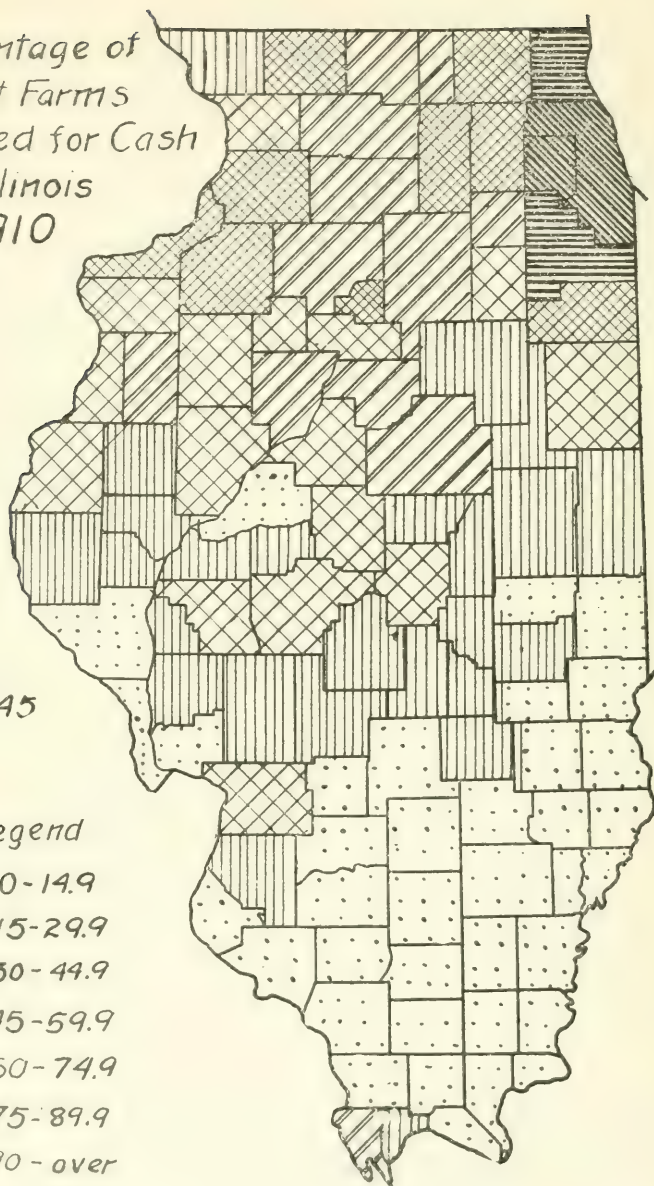 ntage of
t Farms
ed for Cash
linois
910
45
egend
0-14.9
15-29.9
30-44.9
45-59.9
60-74.9
75-89.9
90-over